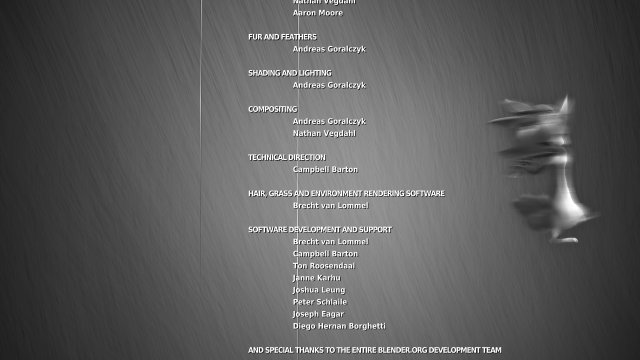 Nathan Vegdahl
Aaron Moore
FUR AND FEATHERS
Andreas Goralczyk
SHADING AND LIGHTING
Andreas Goralczyk
COMPOSITING
Andreas Goralczyk
Nathan Vegdahl
TECHNICAL DIRECTION
Campbell Barton
HAIR, GRASS AND ENVIRONMENT RENDERING SOFTWARE
Brecht van Lommel
SOFTWARE DEVELOPMENT AND SUPPORT
Brecht van Lommel
Campbell Barton
Ton Roosendaal
Janne Karhu
Joshua Leung
Peter Schlaile
Joseph Eagar
Diego Hernan Borghetti
AND SPECIAL THANKS TO THE ENTIRE BLENDER.ORG DEVELOPMENT TEAM